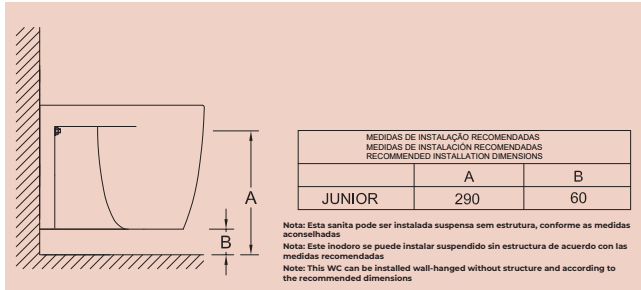 A
B
MEDIDAS DE INSTALAÇÃO RECOMENDADAS
MEDIDAS DE INSTALACIÓN RECOMENDADAS
RECOMMENDED INSTALLATION DIMENSIONS
A B
JUNIOR 290 60
Nota: Esta sanita pode ser instalada suspensa sem estrutura, conforme as medidas
aconselhadas
Nota: Este inodoro se puede instalar suspendido sin estructura de acuerdo con las
medidas recomendadas
Note: This WC can be installed wall-hanged without structure and according to
the recommended dimensions